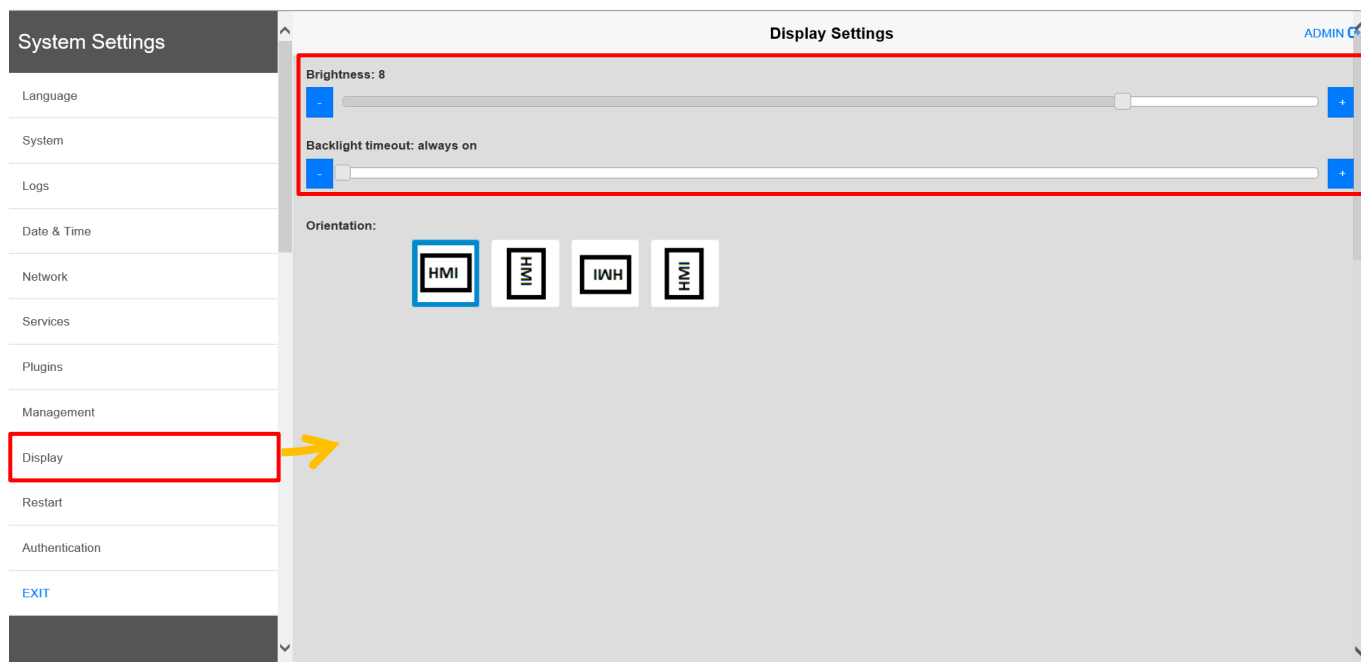 System Settings
Language
System
Logs
Date & Time
Network
Services
Plugins
Management
Display
Restart
Authentication
EXIT
Display Settings
ADMIN
Brightness: 8
-
+
Backlight timeout: always on
-
+
Orientation:
HMI
HMI
HMI
HMI